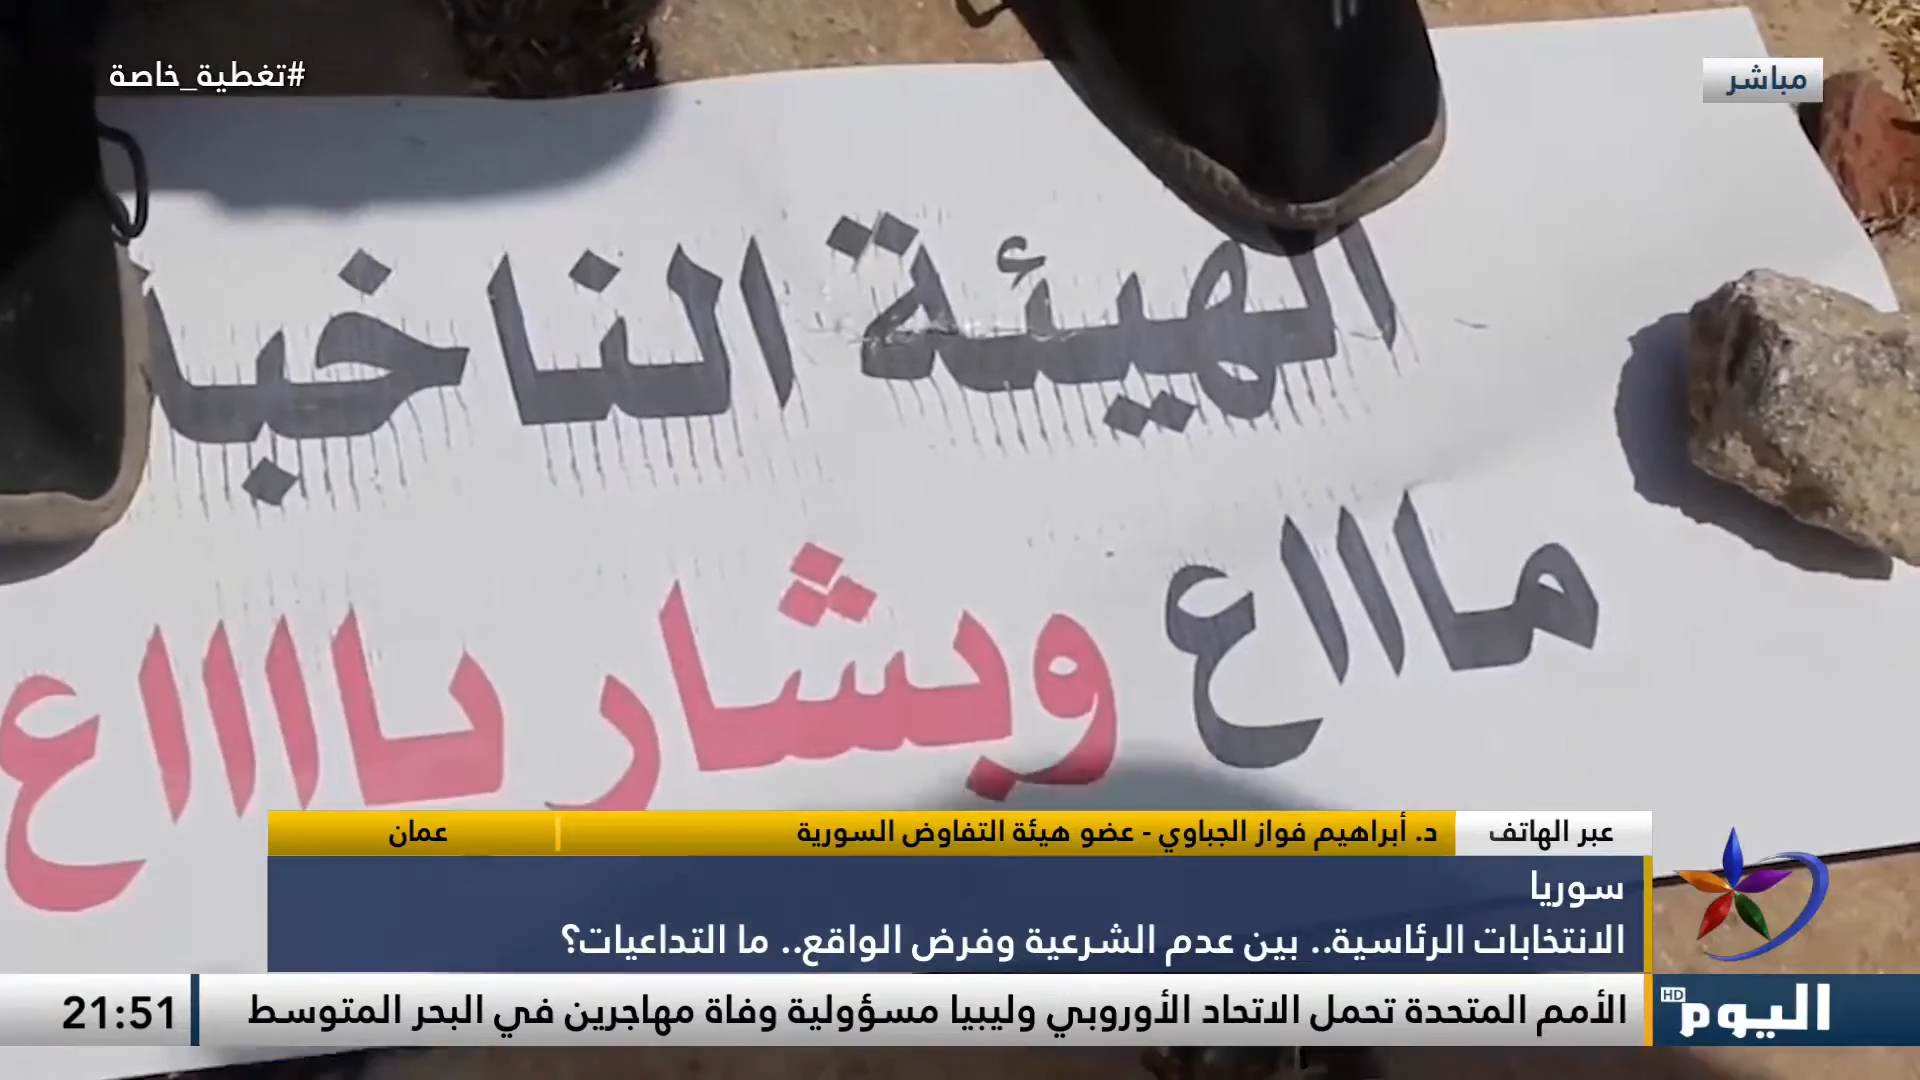 #تغطية_خاصة
مباشر
الهيئة الناخبة
مااااع
وبشار بااااع
عبر الهاتف
د. أبراهيم فواز الجباوي - عضو هيئة التفاوض السورية
عمان
سوريا
الانتخابات الرئاسية.. بين عدم الشرعية وفرض الواقع.. ما التداعيات؟
الأمم المتحدة تحمل الاتحاد الأوروبي وليبيا مسؤولية وفاة مهاجرين في البحر المتوسط
21:51
اليوم HD